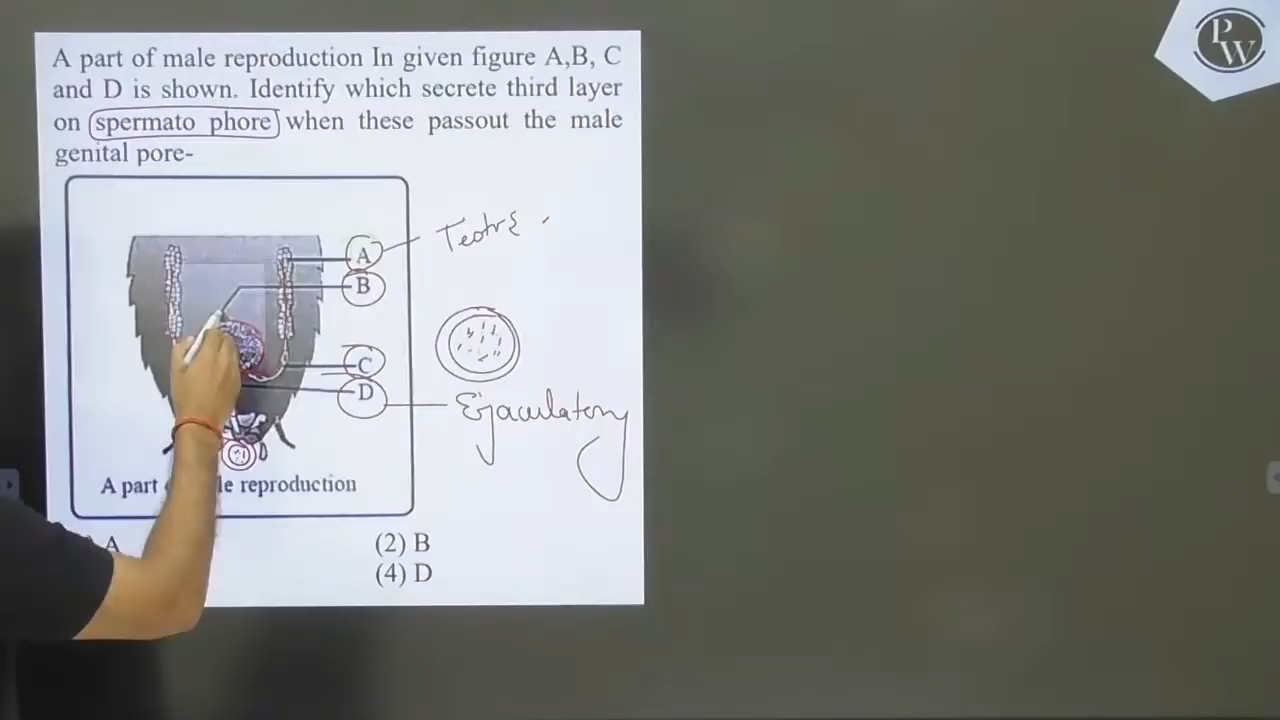 A part of male reproduction In given figure A,B, C
and D is shown. Identify which secrete third layer
on spermato phore when these passout the male
genital pore-
A
B
C
D
Ejaculatory
A part le reproduction
A
(2) B
(4) D
PW